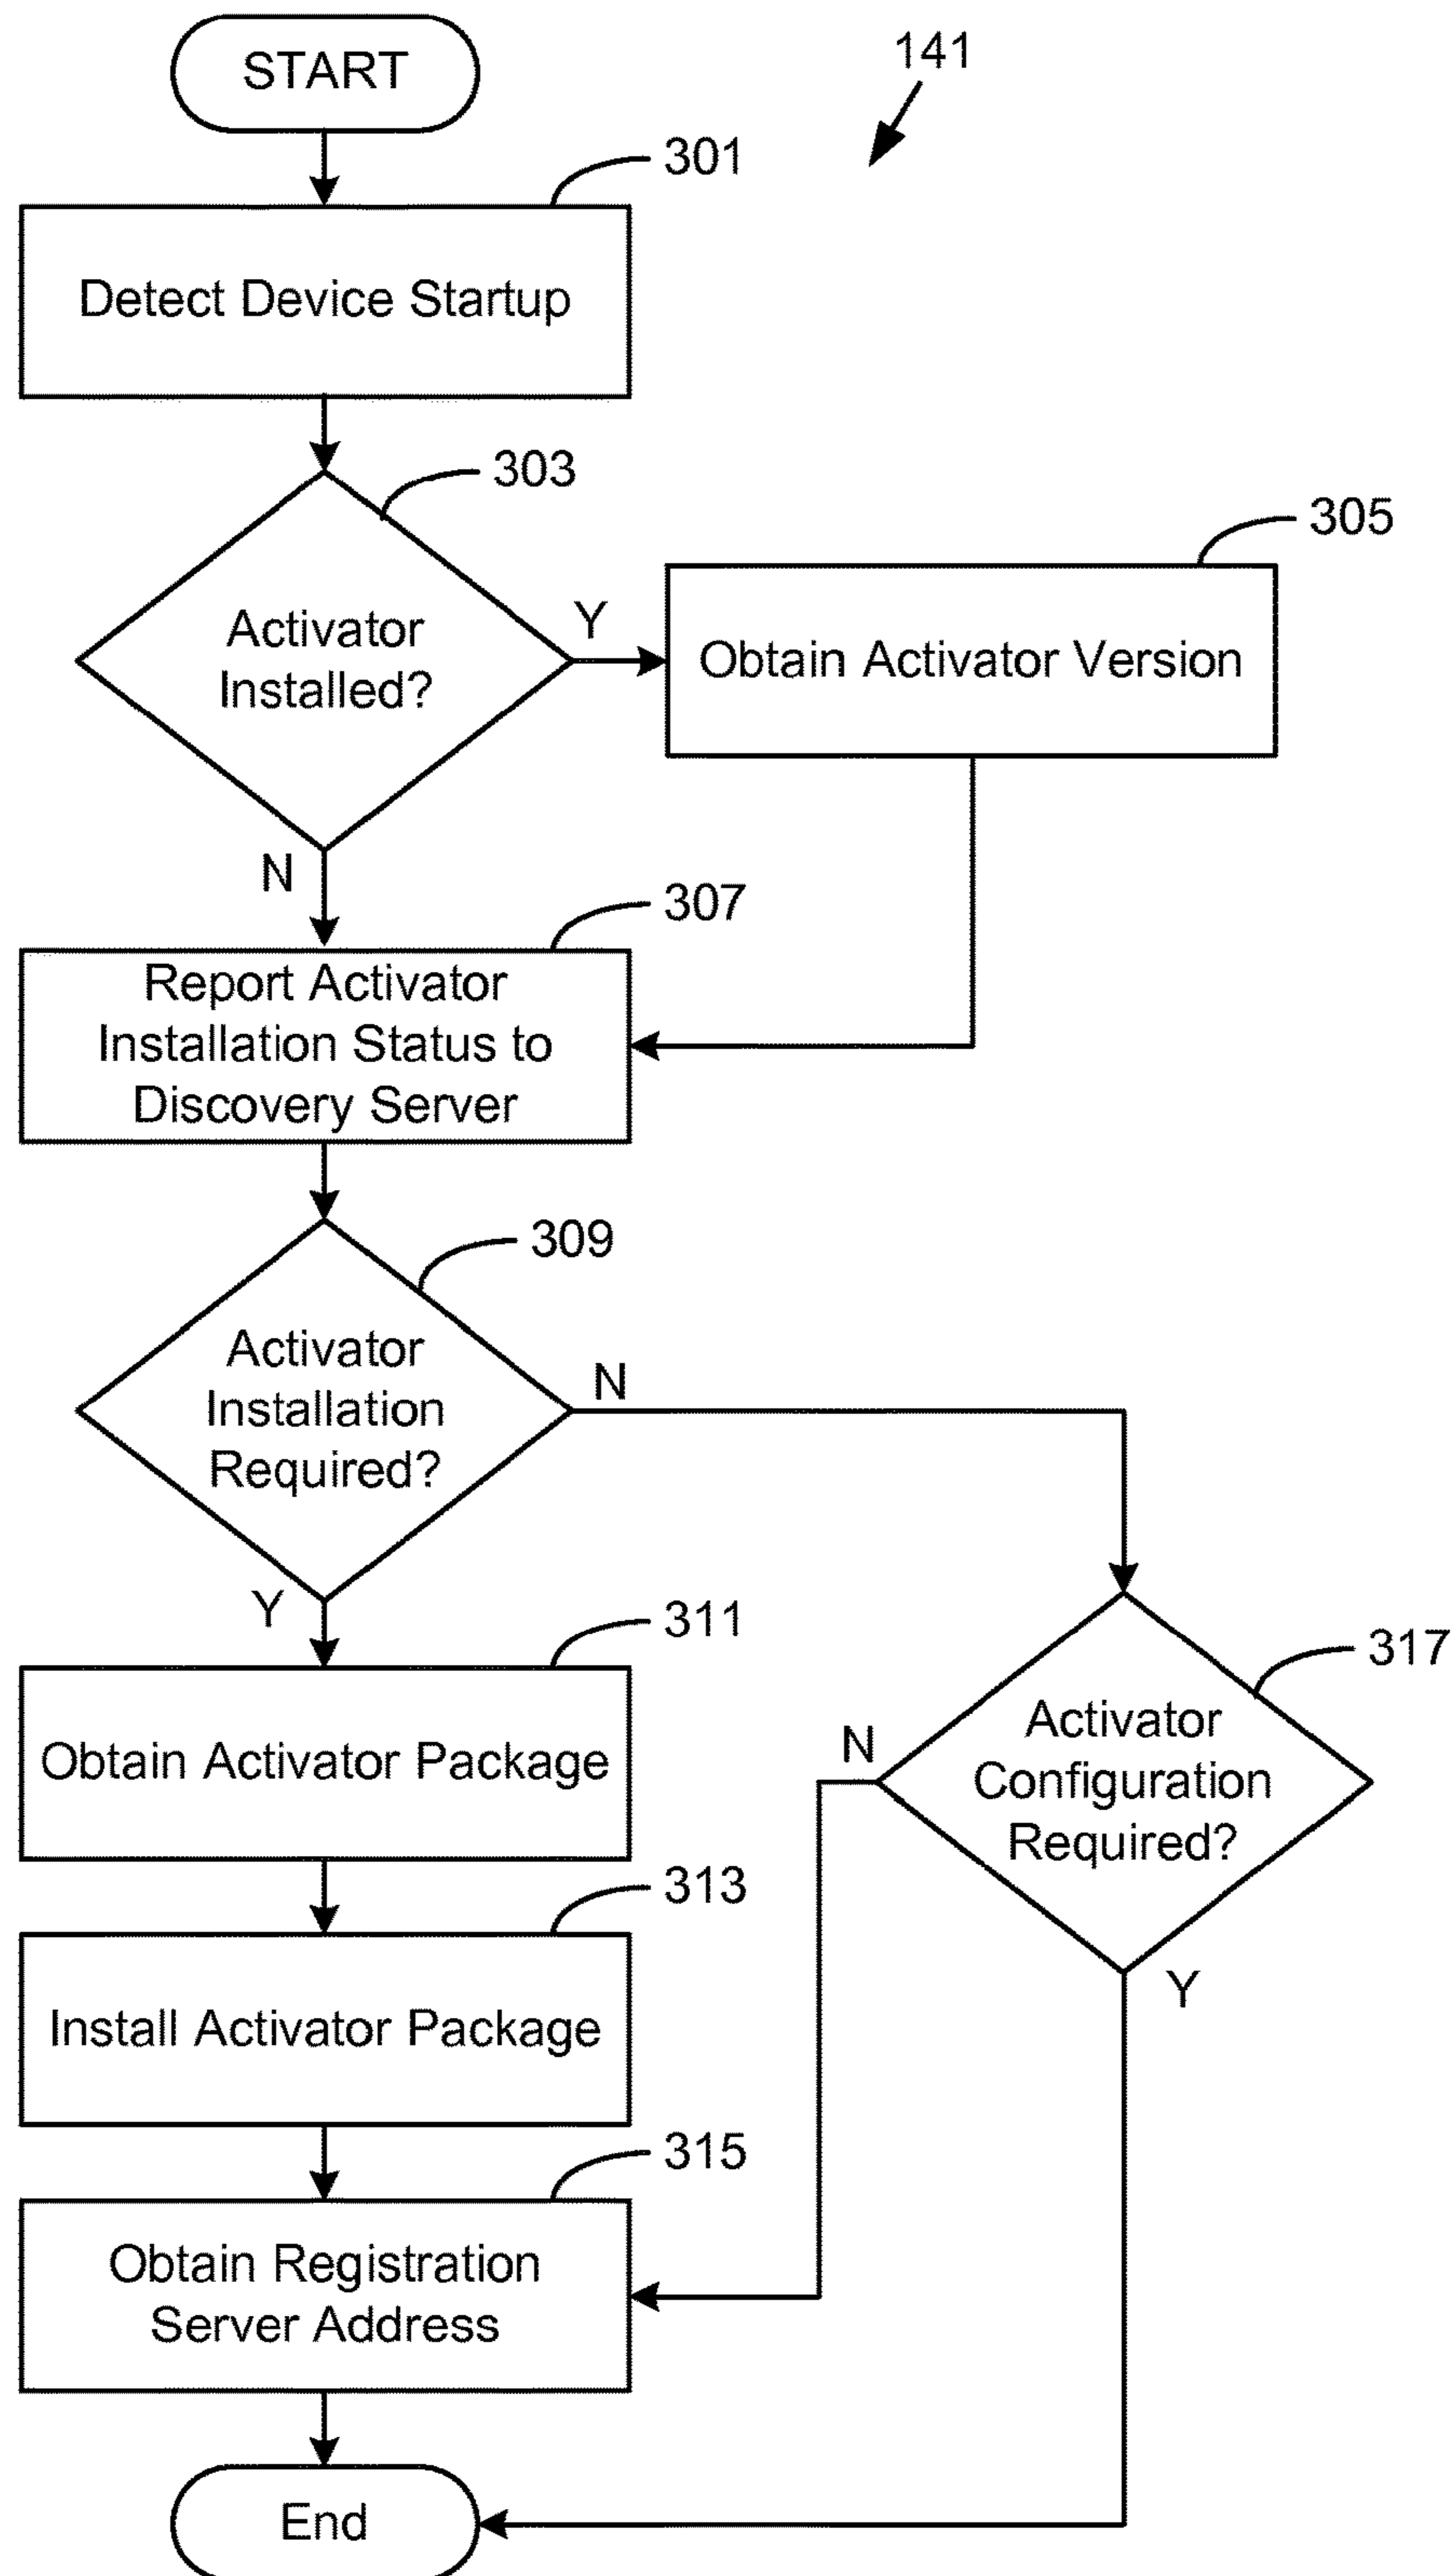 START
141
301
Detect Device Startup
303
305
Activator
Installed?
Y
Obtain Activator Version
N
307
Report Activator
Installation Status to
Discovery Server
309
Activator
Installation
Required?
N
Y
311
317
Obtain Activator Package
N
Activator
Configuration
Required?
313
Y
Install Activator Package
315
Obtain Registration
Server Address
End